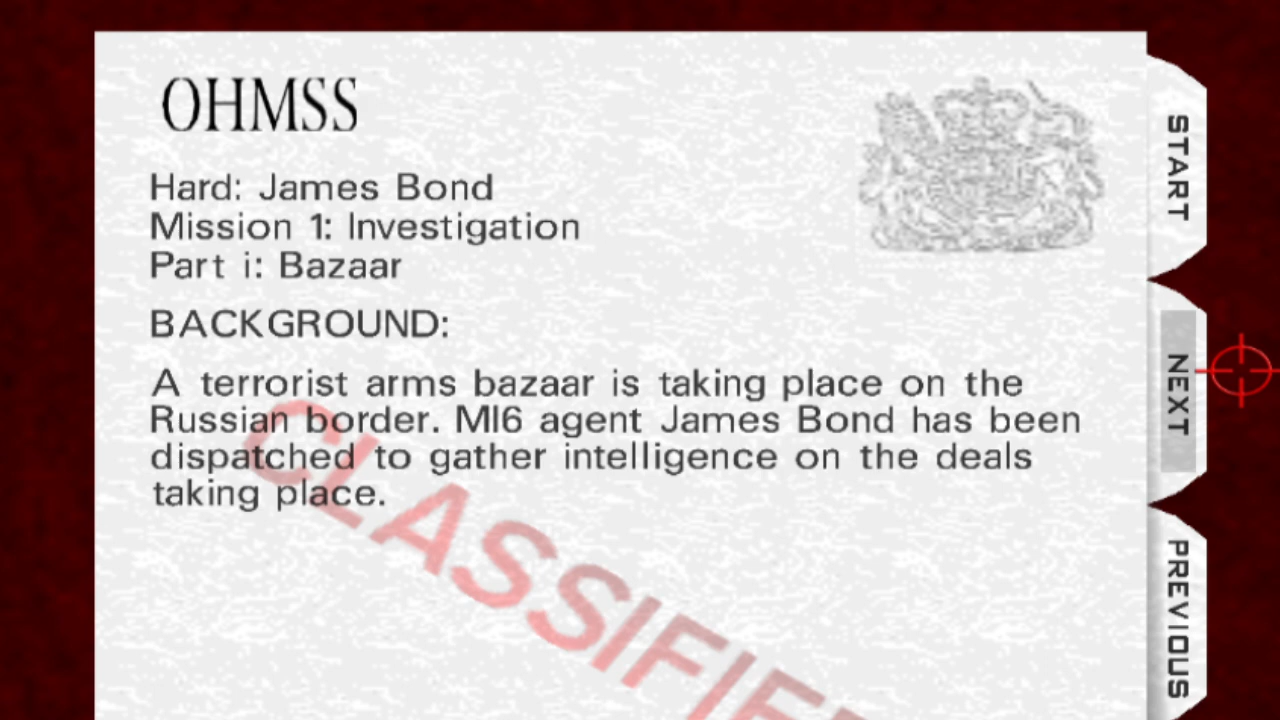 OHMSS
Hard: James Bond
Mission 1: Investigation
Part i: Bazaar
BACKGROUND:
A terrorist arms bazaar is taking place on the
Russian border. MI6 agent James Bond has been
dispatched to gather intelligence on the deals
taking place.
CLASSIFIE
START
NEXT
PREVIOUS